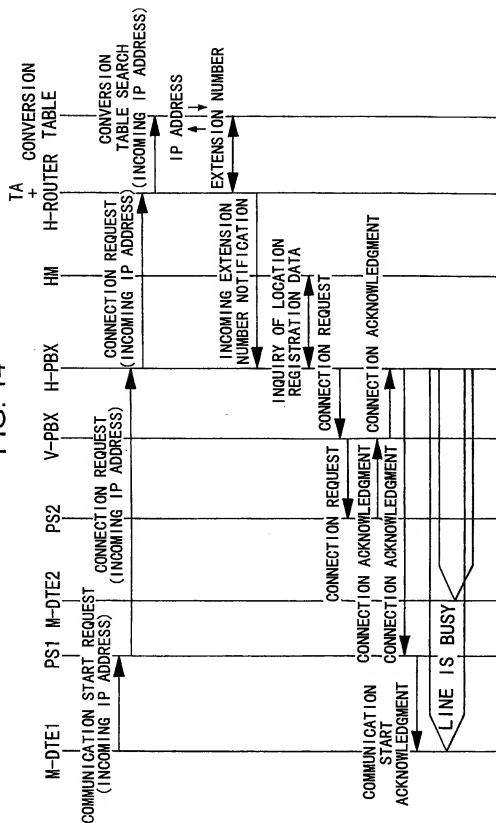 FIG. 14
M-DTE1
PS1
M-DTE2
PS2
V-PBX
H-PBX
HM
TA
+
H-ROUTER
CONVERSION
TABLE
COMMUNICATION START REQUEST
(INCOMING IP ADDRESS)
CONNECTION REQUEST
(INCOMING IP ADDRESS)
CONNECTION REQUEST
(INCOMING IP ADDRESS)
CONVERSION
TABLE SEARCH
(INCOMING IP ADDRESS)
IP ADDRESS
EXTENSION NUMBER
INCOMING EXTENSION
NUMBER NOTIFICATION
INQUIRY OF LOCATION
REGISTRATION DATA
CONNECTION REQUEST
CONNECTION REQUEST
CONNECTION ACKNOWLEDGMENT
CONNECTION ACKNOWLEDGMENT
CONNECTION ACKNOWLEDGMENT
COMMUNICATION
START
ACKNOWLEDGMENT
LINE IS BUSY